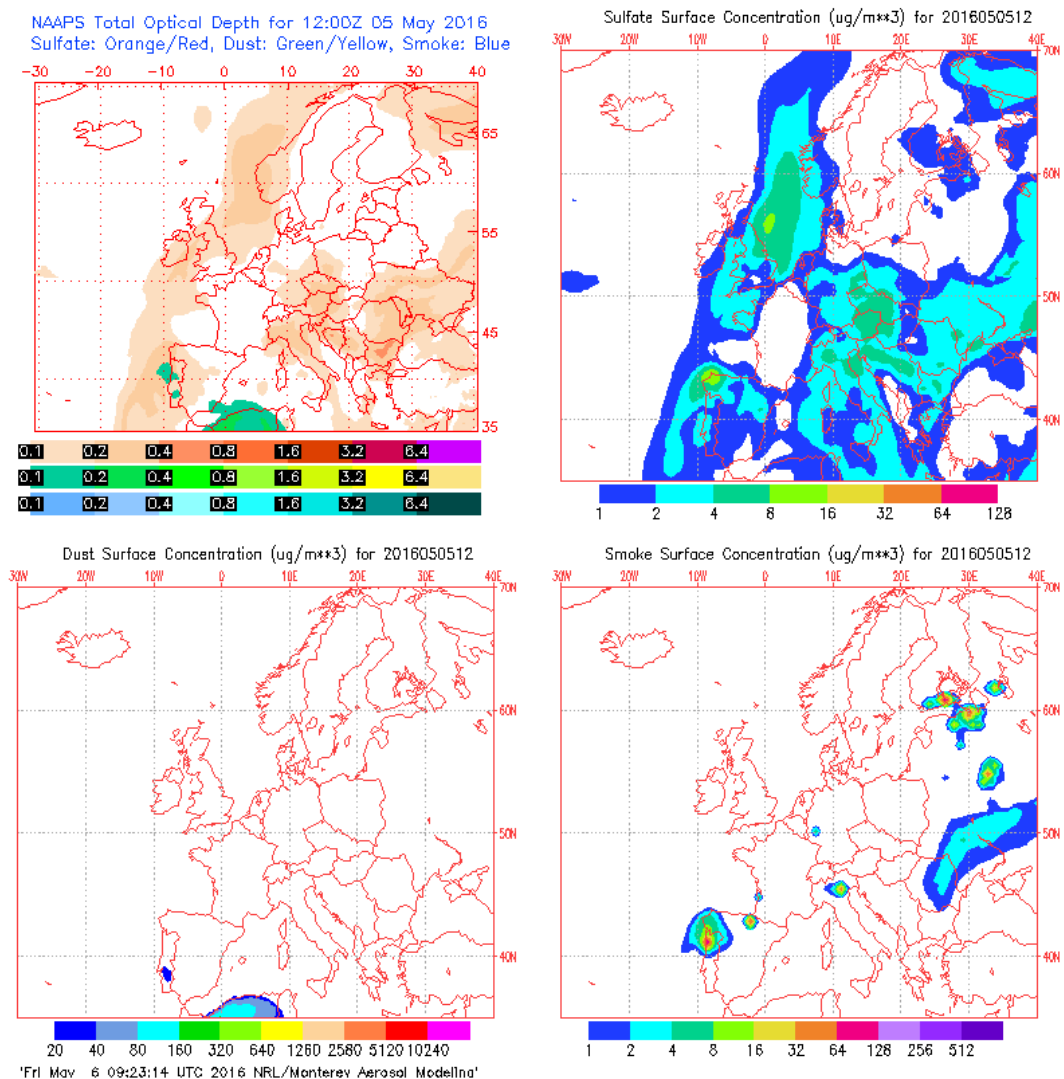 NAAPS Total Optical Depth for 12:00Z 05 May 2016
Sulfate: Orange/Red, Dust: Green/Yellow, Smoke: Blue
-30 -20 -10 0 10 20 30 40
65
55
45
35
0.1 0.2 0.4 0.8 1.6 3.2 6.4
0.1 0.2 0.4 0.8 1.6 3.2 6.4
0.1 0.2 0.4 0.8 1.6 3.2 6.4
Sulfate Surface Concentration (ug/m**3) for 2016050512
30W 20W 10W 0 10E 20E 30E 40E
70N
60N
50N
40N
1 2 4 8 16 32 64 128
Dust Surface Concentration (ug/m**3) for 2016050512
30W 20W 10W 0 10E 20E 30E 40E
70N
60N
50N
40N
20 40 80 160 320 640 1260 2580 5120 10240
'Fri May 6 09:23:14 UTC 2016 NRL/Monterey Aerosol Modeling'
Smoke Surface Concentration (ug/m**3) for 2016050512
30W 20W 10W 0 10E 20E 30E 40E
70N
60N
50N
40N
1 2 4 8 16 32 64 128 256 512